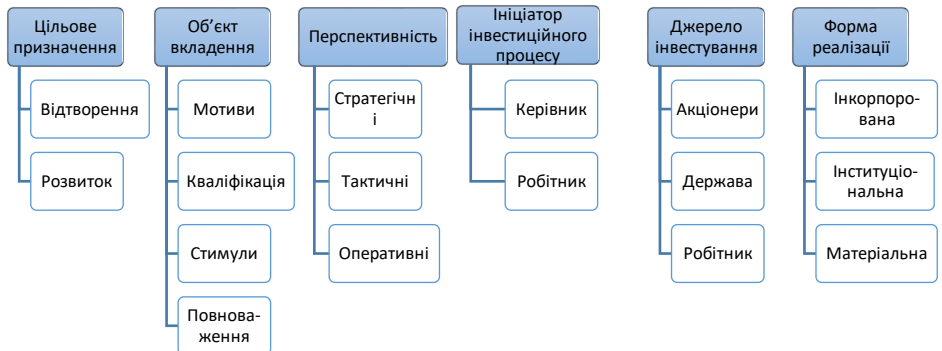 Цільове
призначення
Відтворення
Розвиток
Об’єкт
вкладення
Мотиви
Кваліфікація
Стимули
Повнова-
ження
Перспективність
Стратегічн
і
Тактичні
Оперативні
Ініціатор
інвестиційного
процесу
Керівник
Робітник
Джерело
інвестування
Акціонери
Держава
Робітник
Форма
реалізації
Інкорпоро-
вана
Інституціо-
нальна
Матеріальна